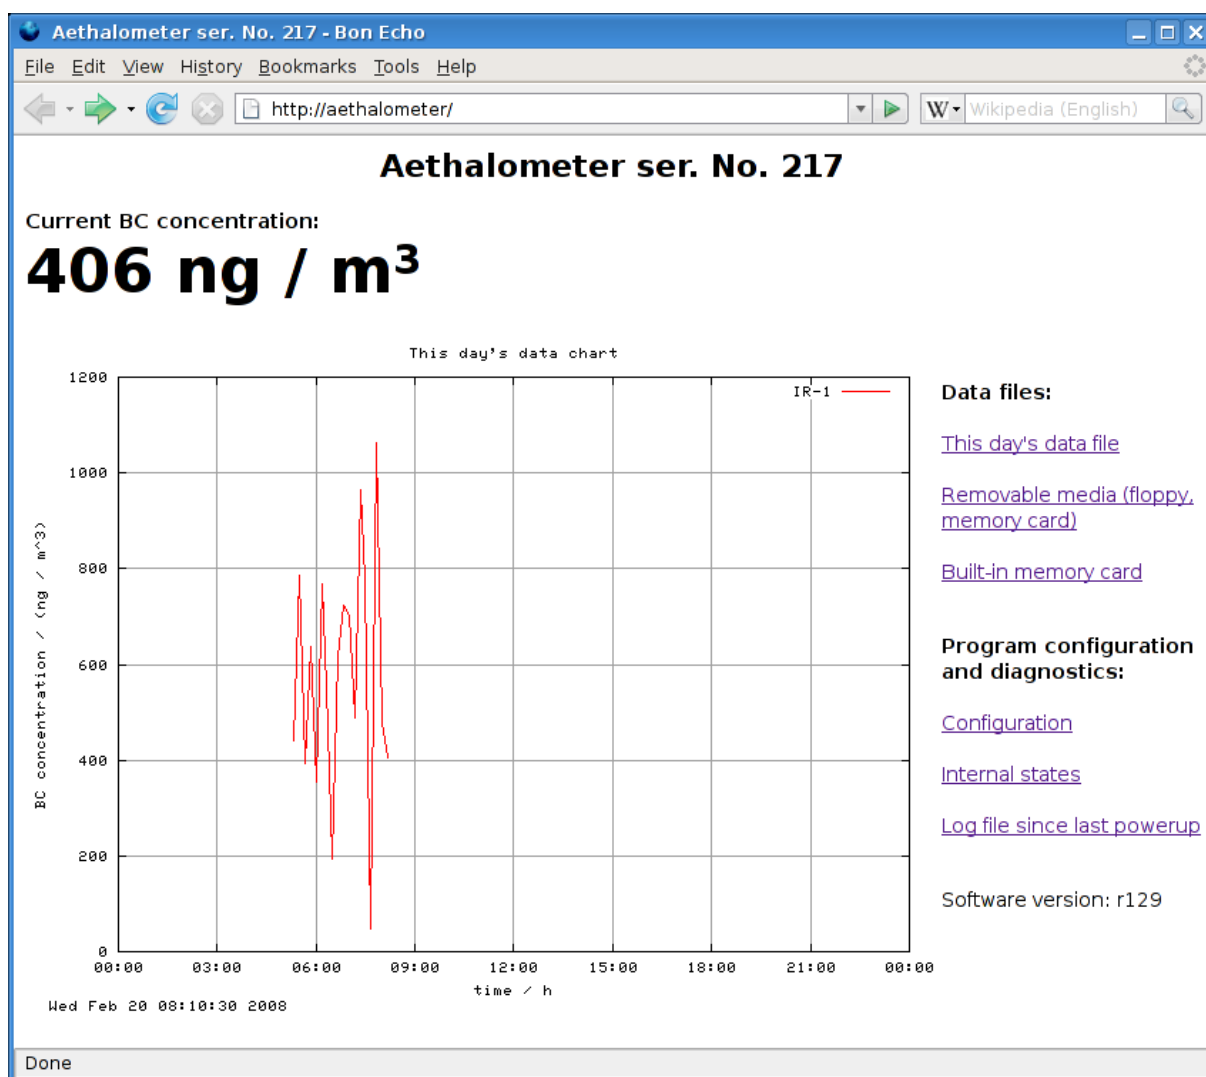 Aethalometer ser. No. 217 - Bon Echo
File Edit View History Bookmarks Tools Help
http://aethalometer/
W Wikipedia (English)
Aethalometer ser. No. 217
Current BC concentration:
406 ng / m³
This day's data chart
IR-1
1200
1000
800
600
400
200
0
BC concentration / (ng / m^3)
00:00 03:00 06:00 09:00 12:00 15:00 18:00 21:00 00:00
time / h
Wed Feb 20 08:10:30 2008
Data files:
This day's data file
Removable media (floppy,
memory card)
Built-in memory card
Program configuration
and diagnostics:
Configuration
Internal states
Log file since last powerup
Software version: r129
Done